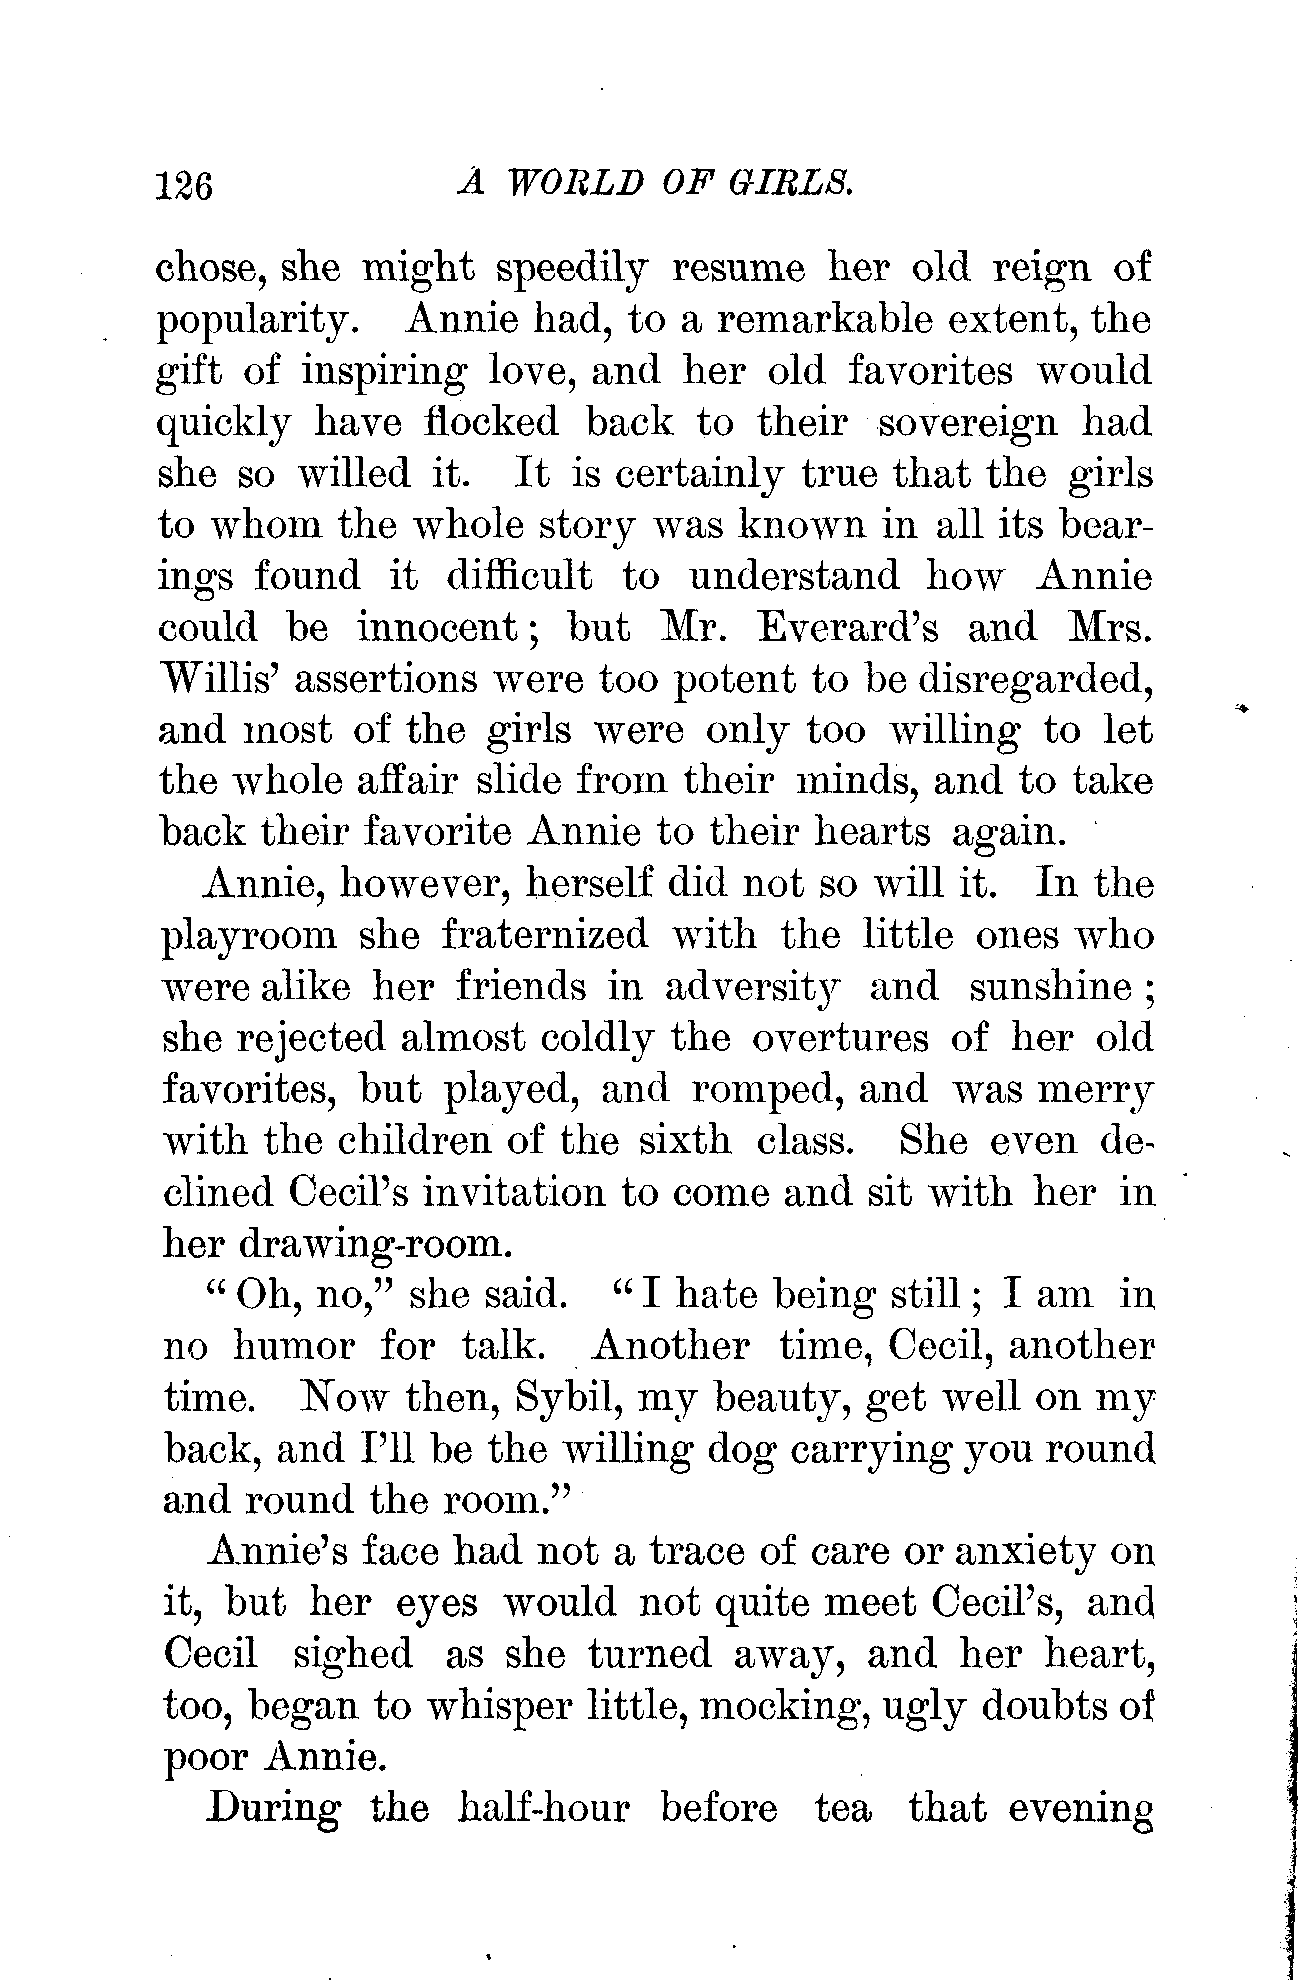 126 A WORLD OF GIRLS.
chose, she might speedily resume her old reign of
popularity. Annie had, to a remarkable extent, the
gift of inspiring love, and her old favorites would
quickly have flocked back to their sovereign had
she so willed it. It is certainly true that the girls
to whom the whole story was known in all its bear-
ings found it difficult to understand how Annie
could be innocent; but Mr. Everard's and Mrs.
Willis' assertions were too potent to be disregarded,
and most of the girls were only too willing to let
the whole affair slide from their minds, and to take
back their favorite Annie to their hearts again.
Annie, however, herself did not so will it. In the
playroom she fraternized with the little ones who
were alike her friends in adversity and sunshine;
she rejected almost coldly the overtures of her old
favorites, but played, and romped, and was merry
with the children of the sixth class. She even de-
clined Cecil's invitation to come and sit with her in
her drawing-room.
"Oh, no," she said. "I hate being still; I am in
no humor for talk. Another time, Cecil, another
time. Now then, Sybil, my beauty, get well on my
back, and I'll be the willing dog carrying you round
and round the room."
Annie's face had not a trace of care or anxiety on
it, but her eyes would not quite meet Cecil's, and
Cecil sighed as she turned away, and her heart,
too, began to whisper little, mocking, ugly doubts of
poor Annie.
During the half-hour before tea that evening